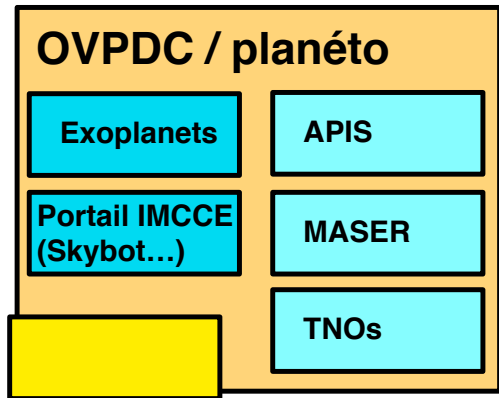 OVPDC / planéto
Exoplanets
APIS
Portail IMCCE
(Skybot…)
MASER
TNOs